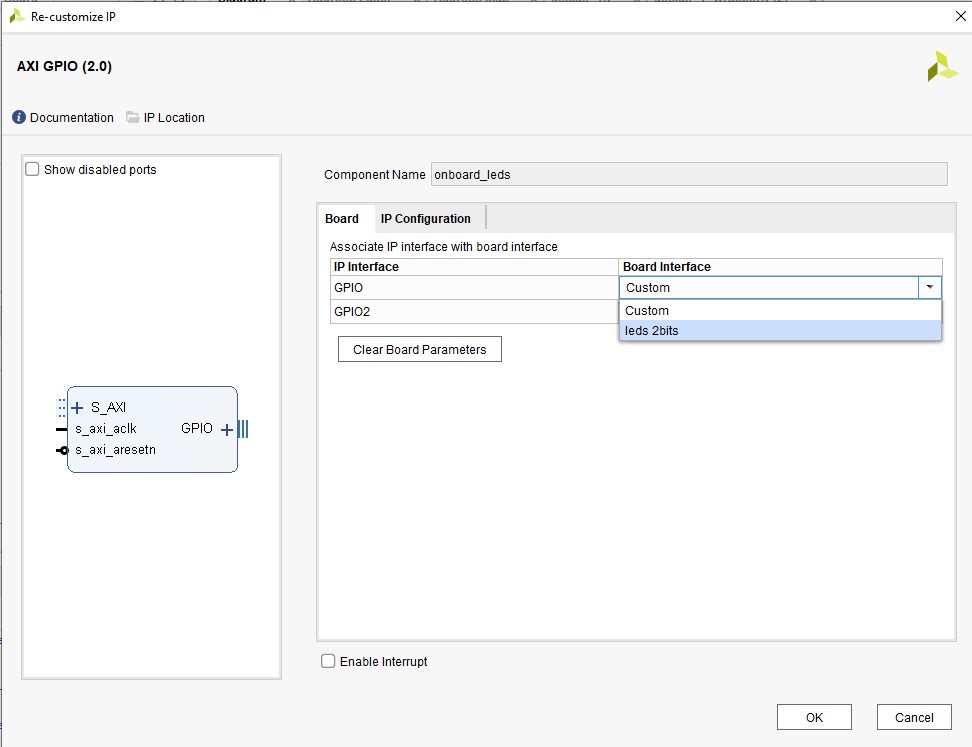 Re-customize IP
AXI GPIO (2.0)
Documentation IP Location
Show disabled ports
S_AXI
s_axi_aclk GPIO
s_axi_aresetn
Component Name onboard_leds
Board IP Configuration
Associate IP interface with board interface
IP Interface Board Interface
GPIO Custom
GPIO2 Custom
leds 2bits
Clear Board Parameters
Enable Interrupt
OK Cancel